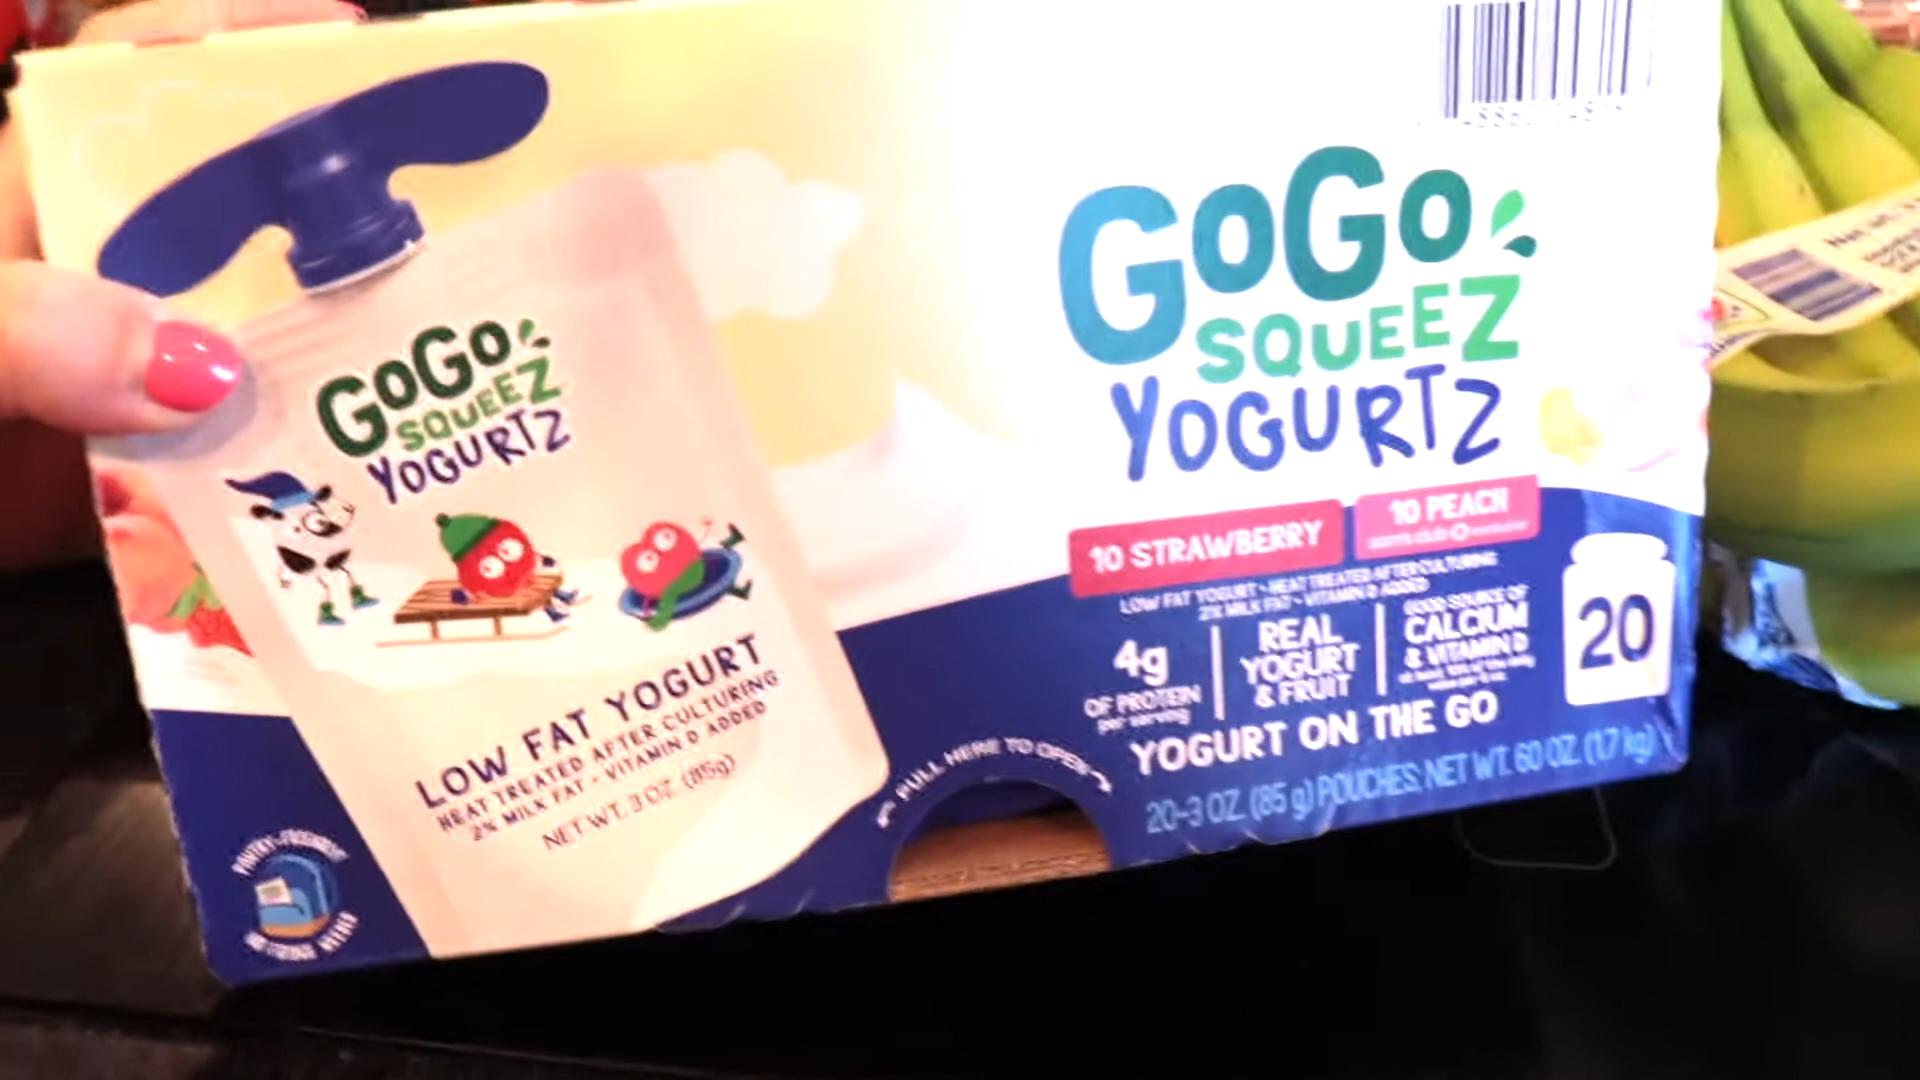 GoGo
SQUEEZ
YOGURTZ
LOW FAT YOGURT
HEAT TREATED AFTER CULTURING
2% MILK FAT - VITAMIN D ADDED
NET WT. 3 OZ. (85g)
PULL HERE TO OPEN
GoGo
SQUEEZ
YOGURTZ
10 STRAWBERRY
10 PEACH
LOW FAT YOGURT - HEAT TREATED AFTER CULTURING
2% MILK FAT - VITAMIN D ADDED
4g
OF PROTEIN
per serving
REAL
YOGURT
& FRUIT
GOOD SOURCE OF
CALCIUM
& VITAMIN D
20
YOGURT ON THE GO
20-3 OZ. (85 g) POUCHES: NET WT. 60 OZ. (1.7 kg)